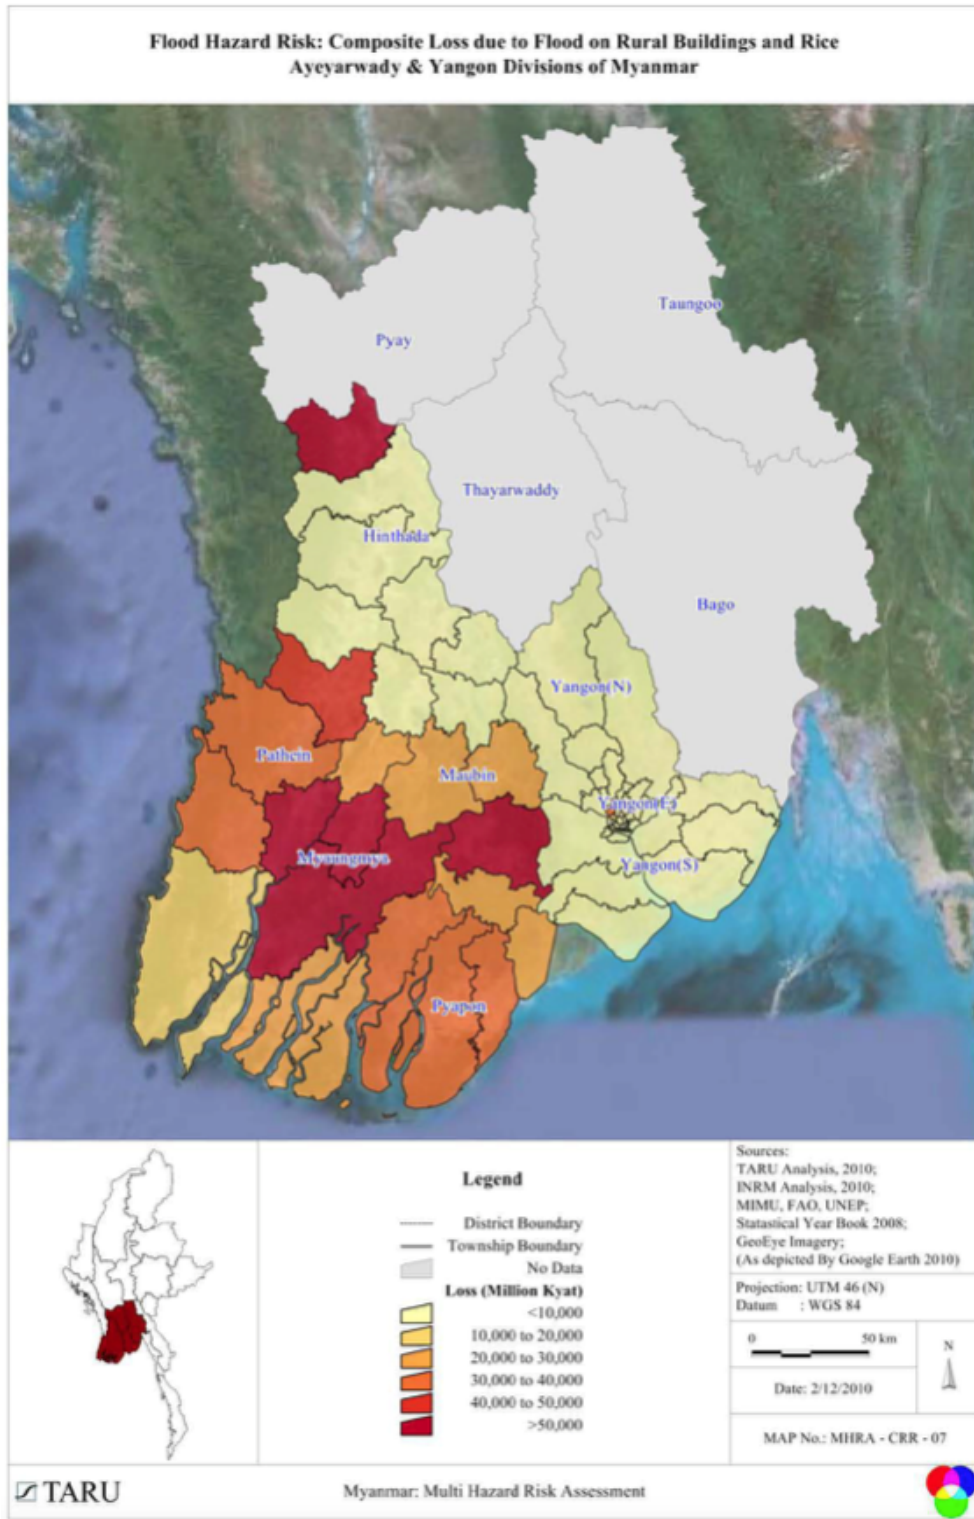 Flood Hazard Risk: Composite Loss due to Flood on Rural Buildings and Rice
Ayeyarwady & Yangon Divisions of Myanmar
Taungoo
Pyay
Thayarwaddy
Hinthada
Bago
Yangon(N)
Pathein
Maubin
Yangon(E)
Myaungmya
Yangon(S)
Pyapon
Legend
District Boundary
Township Boundary
No Data
Loss (Million Kyat)
<10,000
10,000 to 20,000
20,000 to 30,000
30,000 to 40,000
40,000 to 50,000
>50,000
Sources:
TARU Analysis, 2010;
INRM Analysis, 2010;
MIMU, FAO, UNEP;
Statastical Year Book 2008;
GeoEye Imagery;
(As depicted By Google Earth 2010)
Projection: UTM 46 (N)
Datum : WGS 84
0 50 km
N
Date: 2/12/2010
MAP No.: MHRA - CRR - 07
TARU
Myanmar: Multi Hazard Risk Assessment